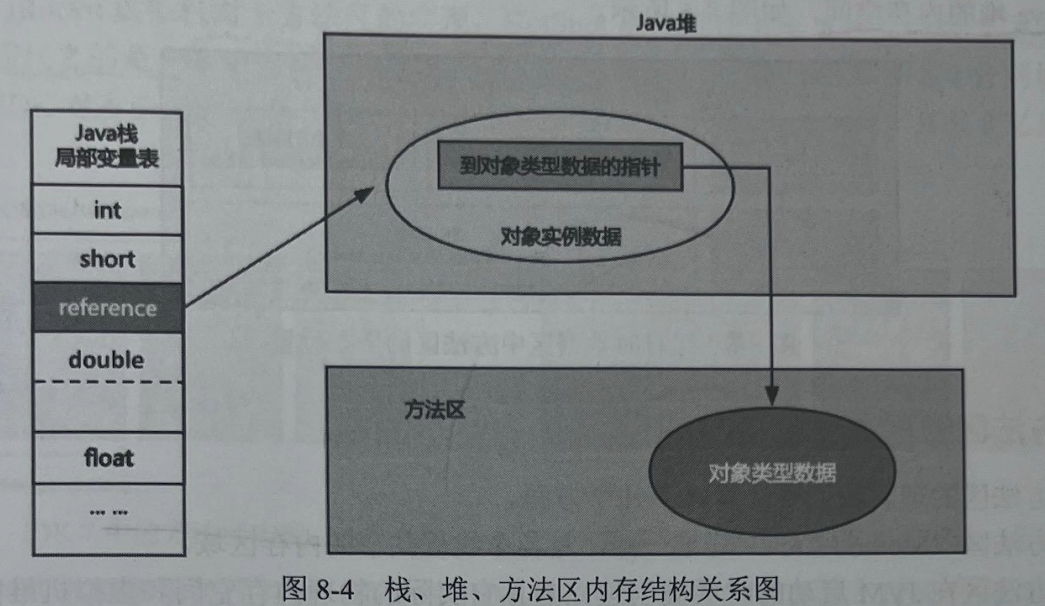 Java堆
Java栈
局部变量表
int
short
reference
double
float
... ...
到对象类型数据的指针
对象实例数据
方法区
对象类型数据
图 8-4 栈、堆、方法区内存结构关系图